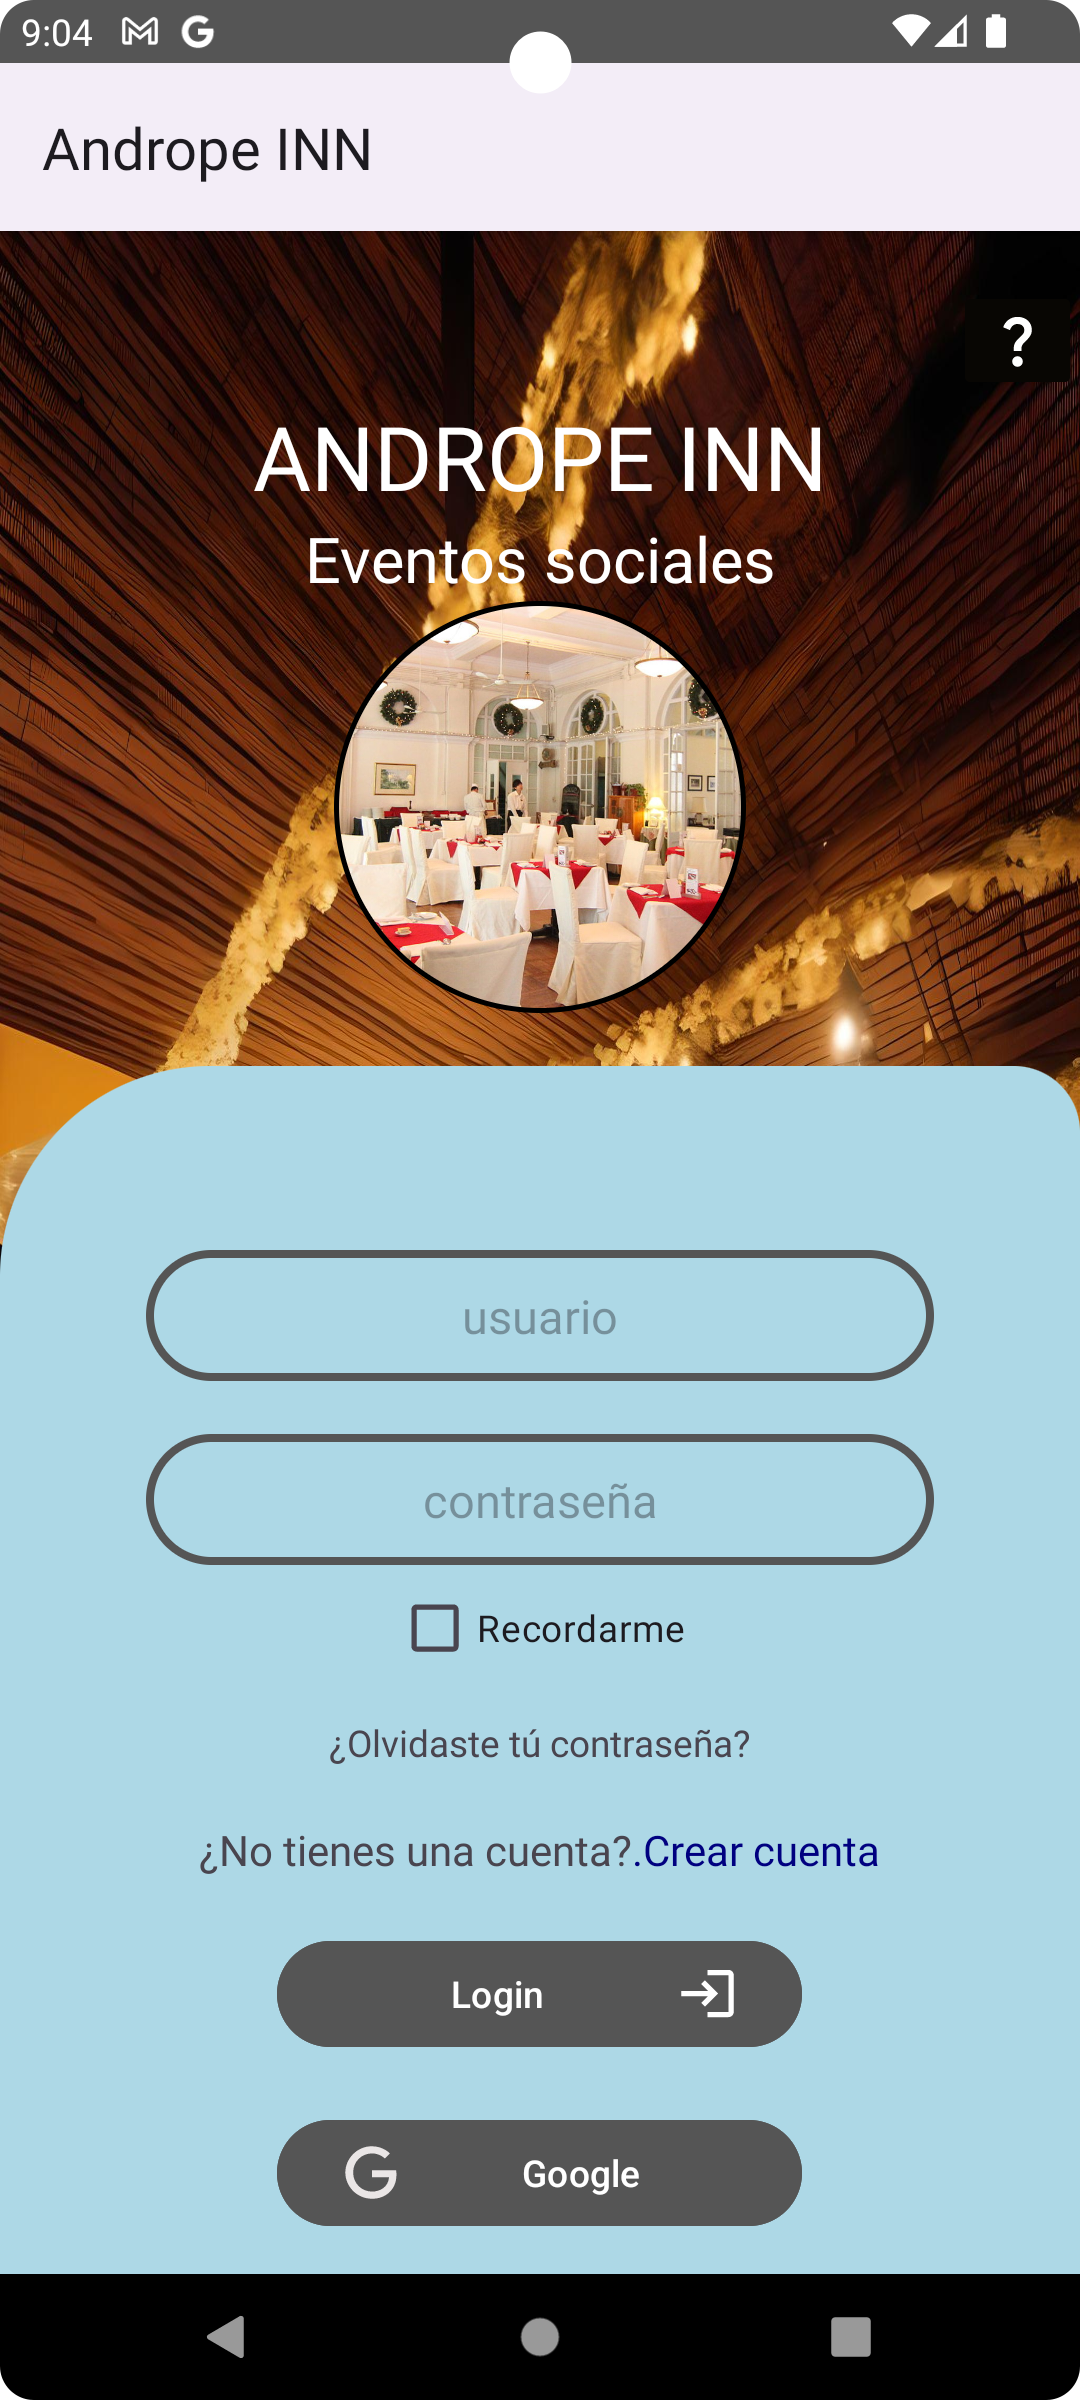 9:04
Andrope INN
?
ANDROPE INN
Eventos sociales
usuario
contraseña
Recordarme
¿Olvidaste tú contraseña?
¿No tienes una cuenta?.Crear cuenta
Login
G Google